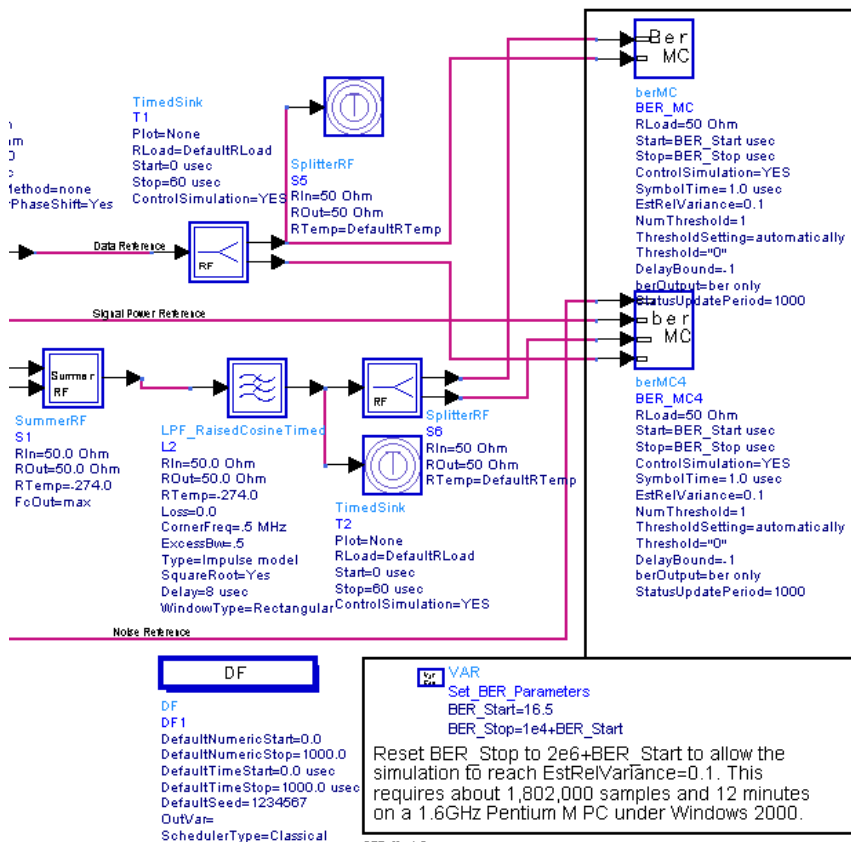 Ber
MC
berMC
BER_MC
RLoad=50 Ohm
Start=BER_Start usec
Stop=BER_Stop usec
ControlSimulation=YES
SymbolTime=1.0 usec
EstRelVariance=0.1
NumThreshold=1
ThresholdSetting=automatically
Threshold="0"
DelayBound=-1
berOutput=ber only
StatusUpdatePeriod=1000
TimedSink
T1
Plot=None
RLoad=DefaultRLoad
Start=0 usec
Stop=60 usec
ControlSimulation=YES
T
SplitterRF
S5
RIn=50 Ohm
ROut=50 Ohm
RTemp=DefaultRTemp
Method=none
PhaseShift=Yes
Data Reference
RF
Signal Power Reference
ber
MC
berMC4
BER_MC4
RLoad=50 Ohm
Start=BER_Start usec
Stop=BER_Stop usec
ControlSimulation=YES
SymbolTime=1.0 usec
EstRelVariance=0.1
NumThreshold=1
ThresholdSetting=automatically
Threshold="0"
DelayBound=-1
berOutput=ber only
StatusUpdatePeriod=1000
Summer
RF
SummerRF
S1
RIn=50.0 Ohm
ROut=50.0 Ohm
RTemp=-274.0
FcOut=max
LPF_RaisedCosineTimed
L2
RIn=50.0 Ohm
ROut=50.0 Ohm
RTemp=-274.0
Loss=0.0
CornerFreq=.5 MHz
ExcessBw=.5
Type=Impulse model
SquareRoot=Yes
Delay=8 usec
WindowType=Rectangular
RF
SplitterRF
S6
RIn=50 Ohm
ROut=50 Ohm
RTemp=DefaultRTemp
T
TimedSink
T2
Plot=None
RLoad=DefaultRLoad
Start=0 usec
Stop=60 usec
ControlSimulation=YES
Noise Reference
DF
DF
DF1
DefaultNumericStart=0.0
DefaultNumericStop=1000.0
DefaultTimeStart=0.0 usec
DefaultTimeStop=1000.0 usec
DefaultSeed=1234567
OutVar=
SchedulerType=Classical
VAR
Set_BER_Parameters
BER_Start=16.5
BER_Stop=1e4+BER_Start
Reset BER_Stop to 2e6+BER_Start to allow the
simulation to reach EstRelVariance=0.1. This
requires about 1,802,000 samples and 12 minutes
on a 1.6GHz Pentium M PC under Windows 2000.